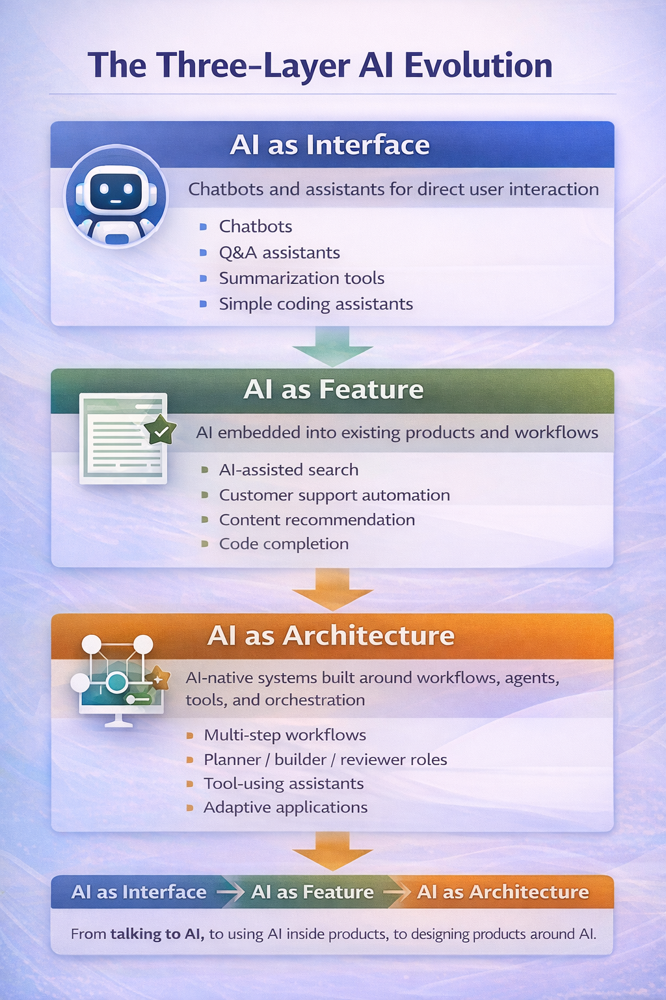 The Three-Layer AI Evolution
AI as Interface
Chatbots and assistants for direct user interaction
Chatbots
Q&A assistants
Summarization tools
Simple coding assistants
AI as Feature
AI embedded into existing products and workflows
AI-assisted search
Customer support automation
Content recommendation
Code completion
AI as Architecture
AI-native systems built around workflows, agents,
tools, and orchestration
Multi-step workflows
Planner / builder / reviewer roles
Tool-using assistants
Adaptive applications
AI as Interface → AI as Feature → AI as Architecture
From talking to AI, to using AI inside products, to designing products around AI.